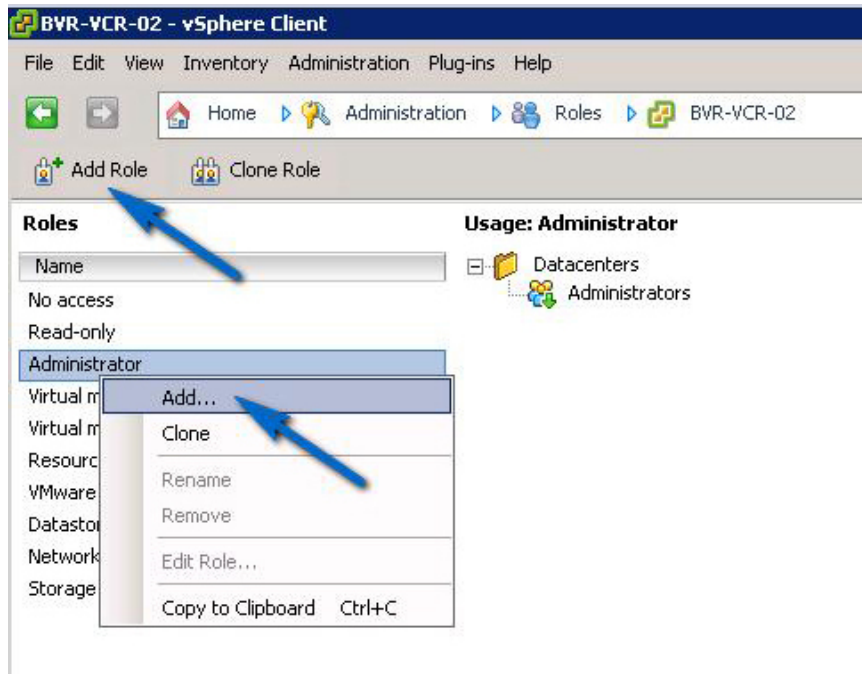 BVR-VCR-02 - vSphere Client
File Edit View Inventory Administration Plug-ins Help
Home Administration Roles BVR-VCR-02
Add Role Clone Role
Roles
Name
No access
Read-only
Administrator
Virtual m
Virtual m
Resourc
VMware
Datastor
Network
Storage
Add...
Clone
Rename
Remove
Edit Role...
Copy to Clipboard Ctrl+C
Usage: Administrator
Datacenters
Administrators